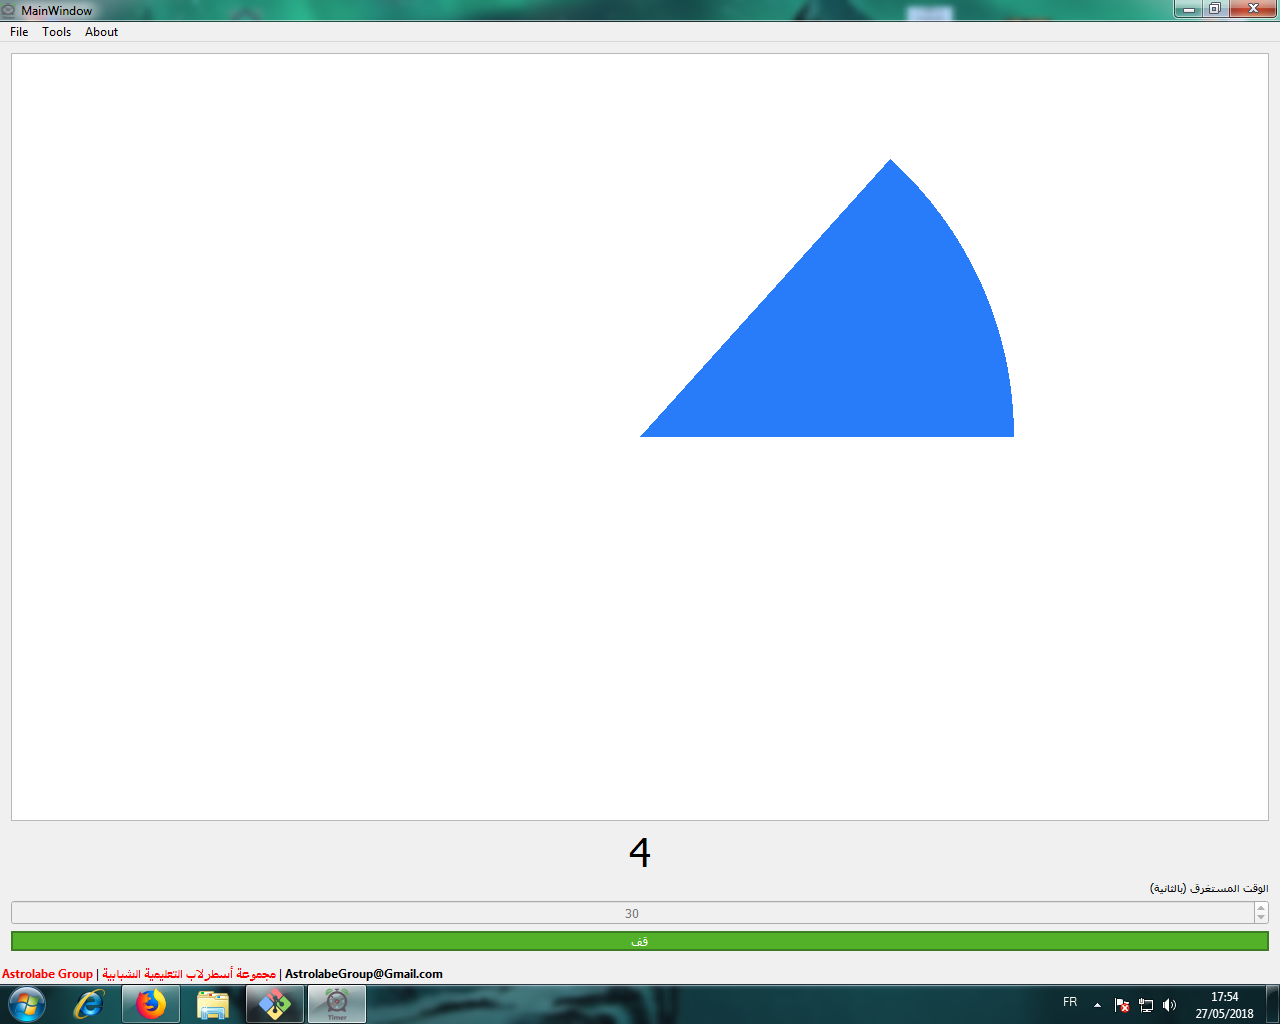 MainWindow
File Tools About
4
الوقت المستغرق (بالثانية)
30
قف
Astrolabe Group | مجموعة أسطرلاب التعليمية الشبابية | AstrolabeGroup@Gmail.com
Timer
FR
17:54
27/05/2018